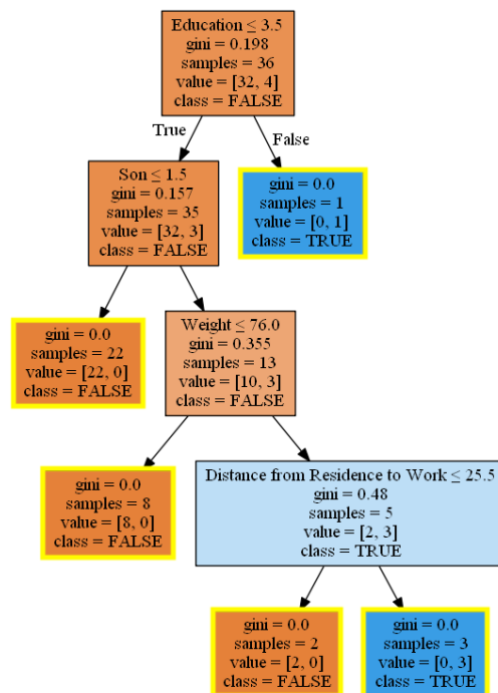 Education ≤ 3.5
gini = 0.198
samples = 36
value = [32, 4]
class = FALSE
True
False
Son ≤ 1.5
gini = 0.157
samples = 35
value = [32, 3]
class = FALSE
gini = 0.0
samples = 1
value = [0, 1]
class = TRUE
gini = 0.0
samples = 22
value = [22, 0]
class = FALSE
Weight ≤ 76.0
gini = 0.355
samples = 13
value = [10, 3]
class = FALSE
gini = 0.0
samples = 8
value = [8, 0]
class = FALSE
Distance from Residence to Work ≤ 25.5
gini = 0.48
samples = 5
value = [2, 3]
class = TRUE
gini = 0.0
samples = 2
value = [2, 0]
class = FALSE
gini = 0.0
samples = 3
value = [0, 3]
class = TRUE